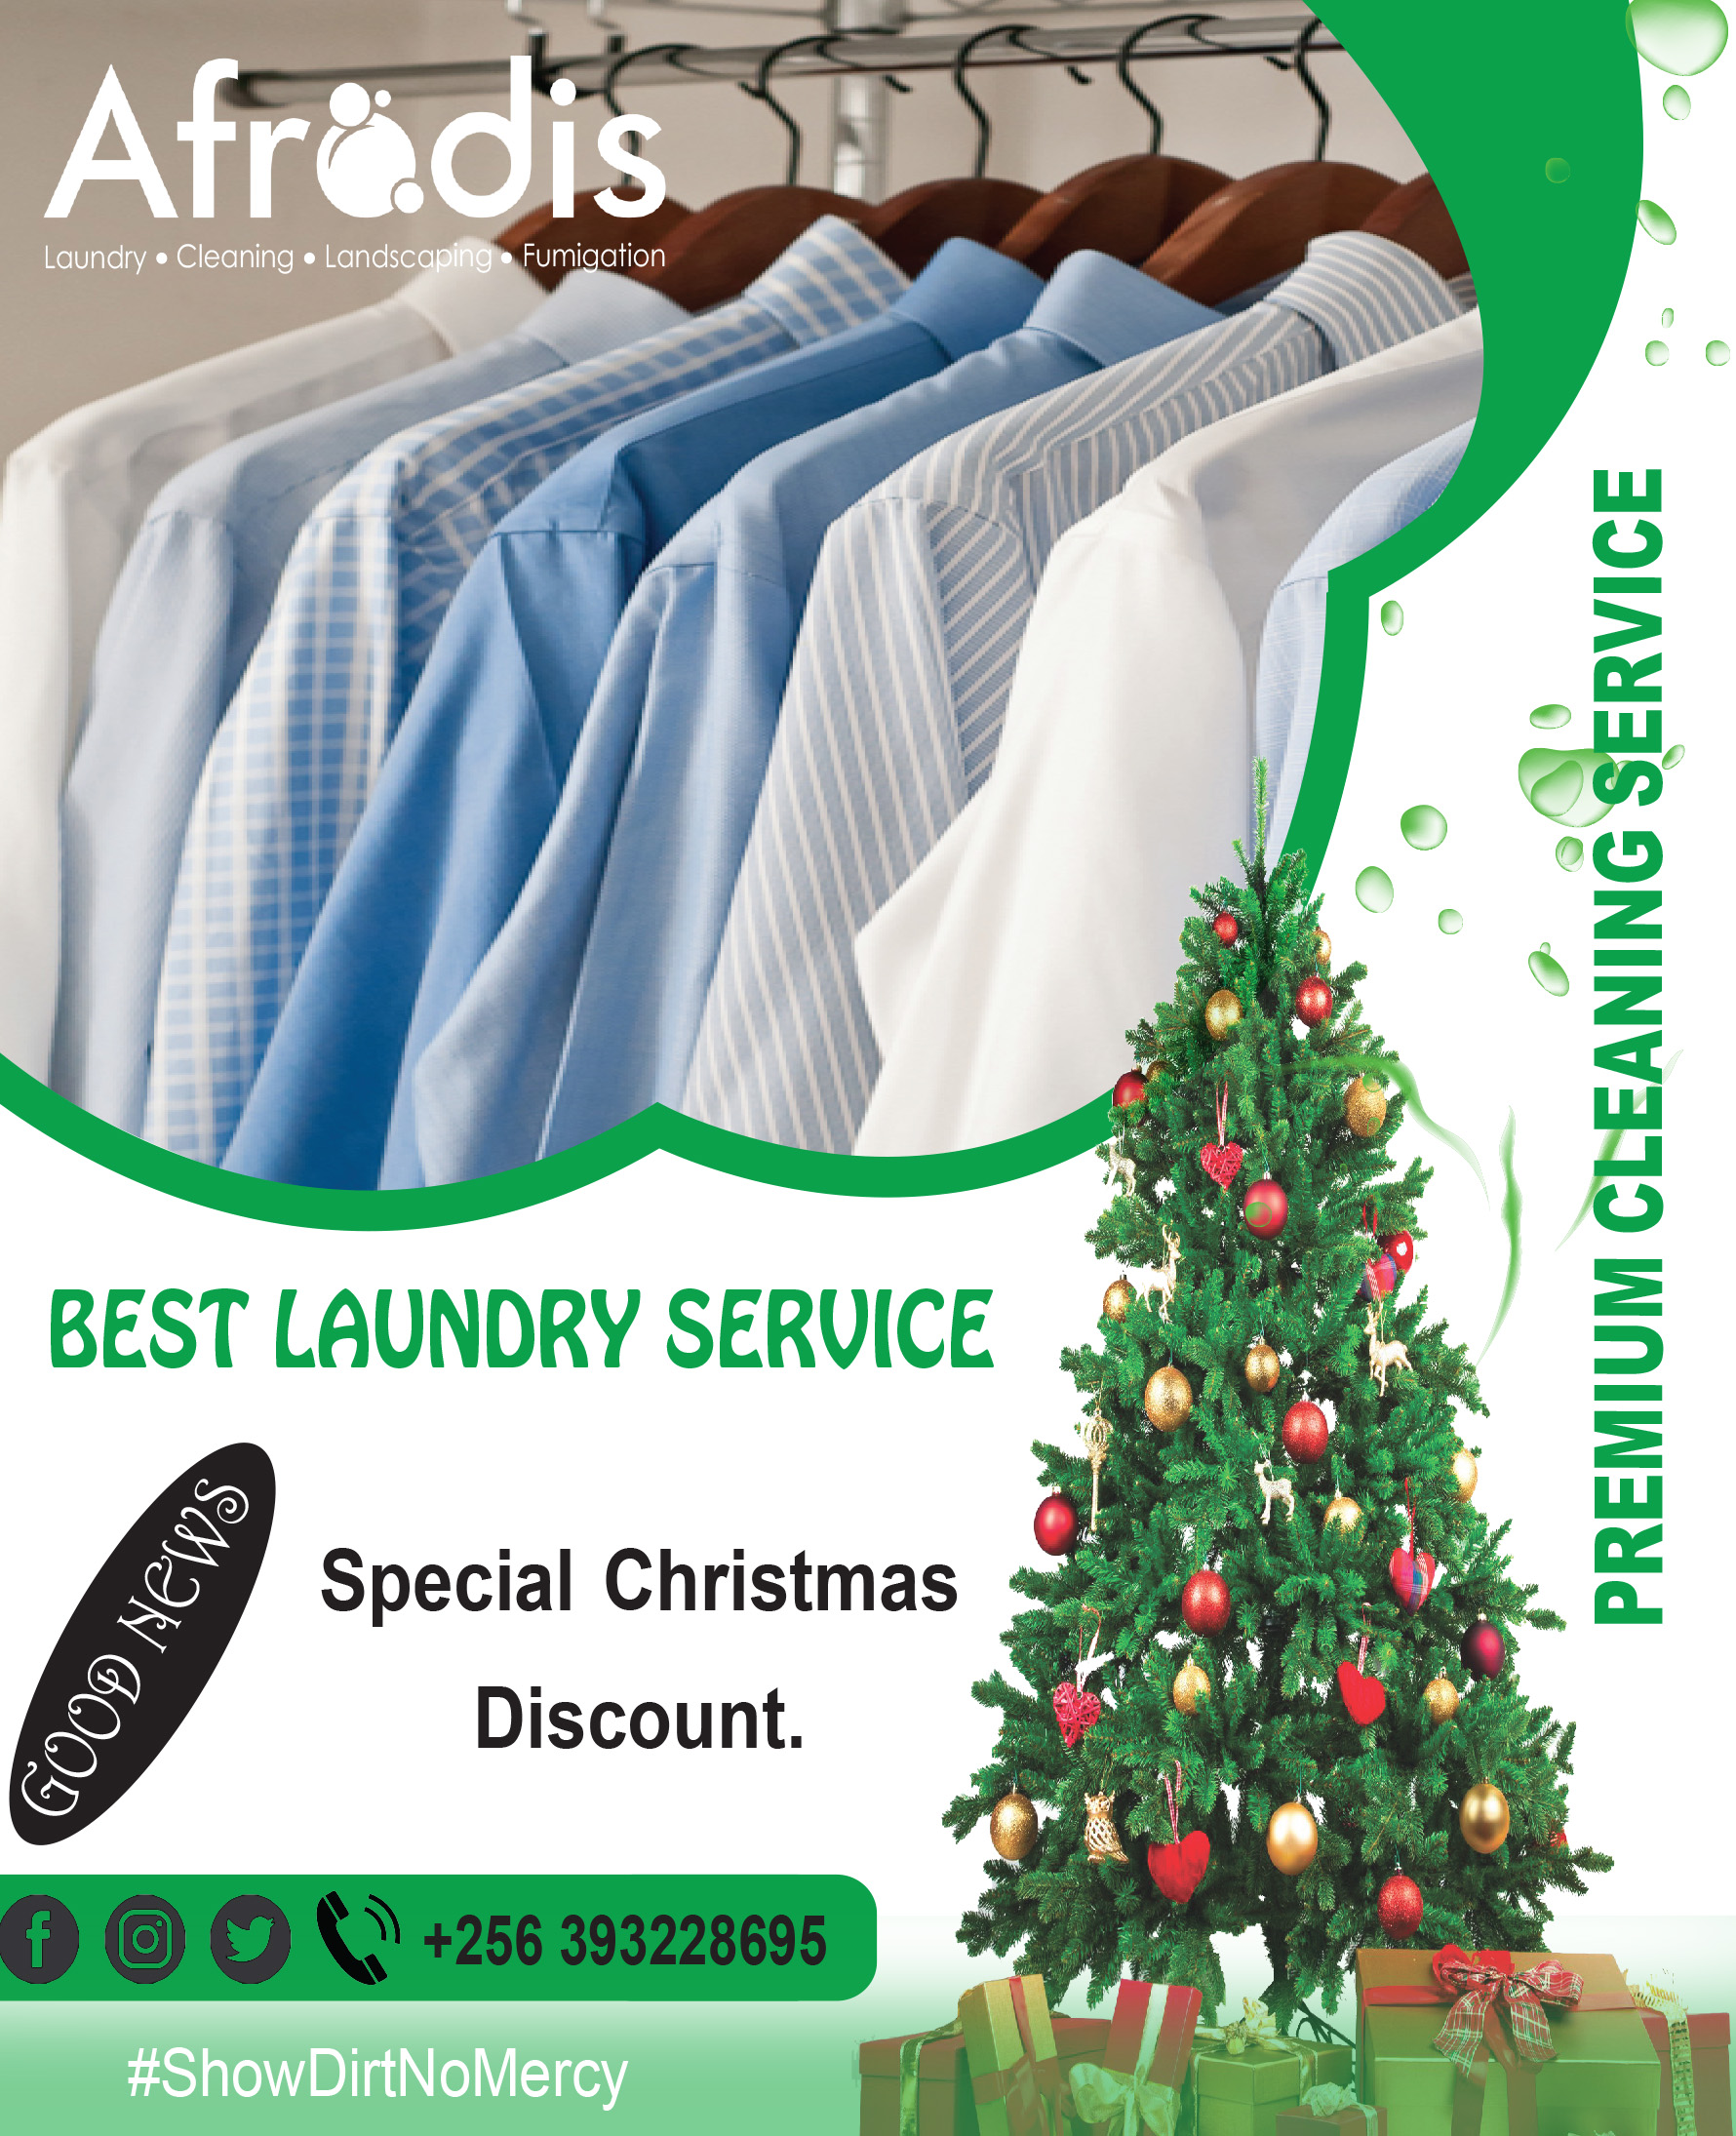 Afrodis
Laundry • Cleaning • Landscaping • Fumigation
PREMIUM CLEANING SERVICE
BEST LAUNDRY SERVICE
GOOD NEWS
Special Christmas
Discount.
+256 393228695
#ShowDirtNoMercy